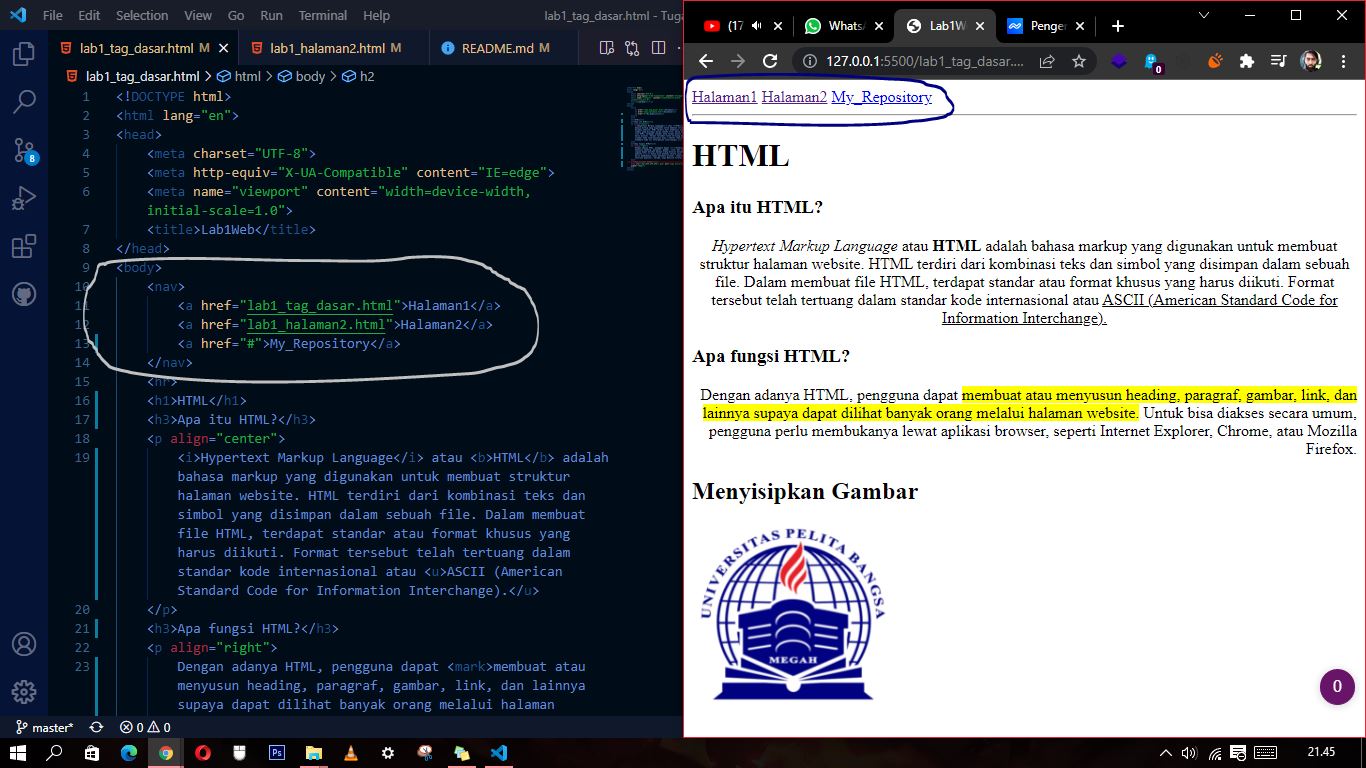 File Edit Selection View Go Run Terminal Help lab1_tag_dasar.html - Tuga
lab1_tag_dasar.html M lab1_halaman2.html M README.md M
lab1_tag_dasar.html > html > body > h2
1 <!DOCTYPE html>
2 <html lang="en">
3 <head>
4 <meta charset="UTF-8">
5 <meta http-equiv="X-UA-Compatible" content="IE=edge">
6 <meta name="viewport" content="width=device-width,
initial-scale=1.0">
7 <title>Lab1Web</title>
8 </head>
9 <body>
10 <nav>
11 <a href="lab1_tag_dasar.html">Halaman1</a>
12 <a href="lab1_halaman2.html">Halaman2</a>
13 <a href="#">My_Repository</a>
14 </nav>
15 <hr>
16 <h1>HTML</h1>
17 <h3>Apa itu HTML?</h3>
18 <p align="center">
19 <i>Hypertext Markup Language</i> atau <b>HTML</b> adalah
bahasa markup yang digunakan untuk membuat struktur
halaman website. HTML terdiri dari kombinasi teks dan
simbol yang disimpan dalam sebuah file. Dalam membuat
file HTML, terdapat standar atau format khusus yang
harus diikuti. Format tersebut telah tertuang dalam
standar kode internasional atau <u>ASCII (American
Standard Code for Information Interchange).</u>
20 </p>
21 <h3>Apa fungsi HTML?</h3>
22 <p align="right">
23 Dengan adanya HTML, pengguna dapat <mark>membuat atau
menyusun heading, paragraf, gambar, link, dan lainnya
supaya dapat dilihat banyak orang melalui halaman
8
master* 0 0
(17 WhatsA Lab1W Penger
127.0.0.1:5500/lab1_tag_dasar....
0
Halaman1 Halaman2 My_Repository
HTML
Apa itu HTML?
Hypertext Markup Language atau HTML adalah bahasa markup yang digunakan untuk membuat
struktur halaman website. HTML terdiri dari kombinasi teks dan simbol yang disimpan dalam sebuah
file. Dalam membuat file HTML, terdapat standar atau format khusus yang harus diikuti. Format
tersebut telah tertuang dalam standar kode internasional atau ASCII (American Standard Code for
Information Interchange).
Apa fungsi HTML?
Dengan adanya HTML, pengguna dapat membuat atau menyusun heading, paragraf, gambar, link, dan
lainnya supaya dapat dilihat banyak orang melalui halaman website. Untuk bisa diakses secara umum,
pengguna perlu membukanya lewat aplikasi browser, seperti Internet Explorer, Chrome, atau Mozilla
Firefox.
Menyisipkan Gambar
UNIVERSITAS PELITA BANGSA
MEGAH
0
Ps
21.45